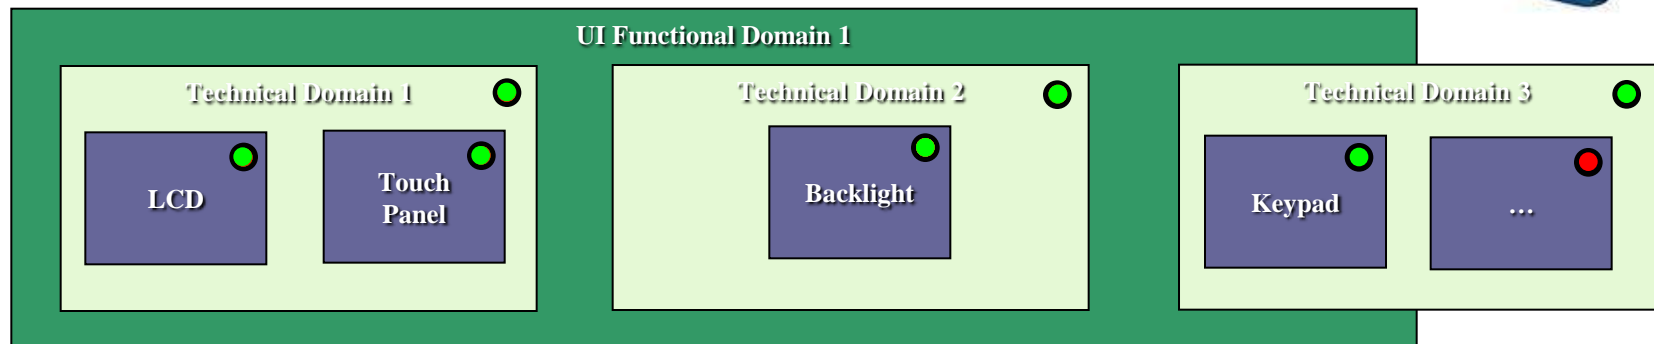 UI Functional Domain 1
Technical Domain 1
LCD
Touch
Panel
Technical Domain 2
Backlight
Technical Domain 3
Keypad
...